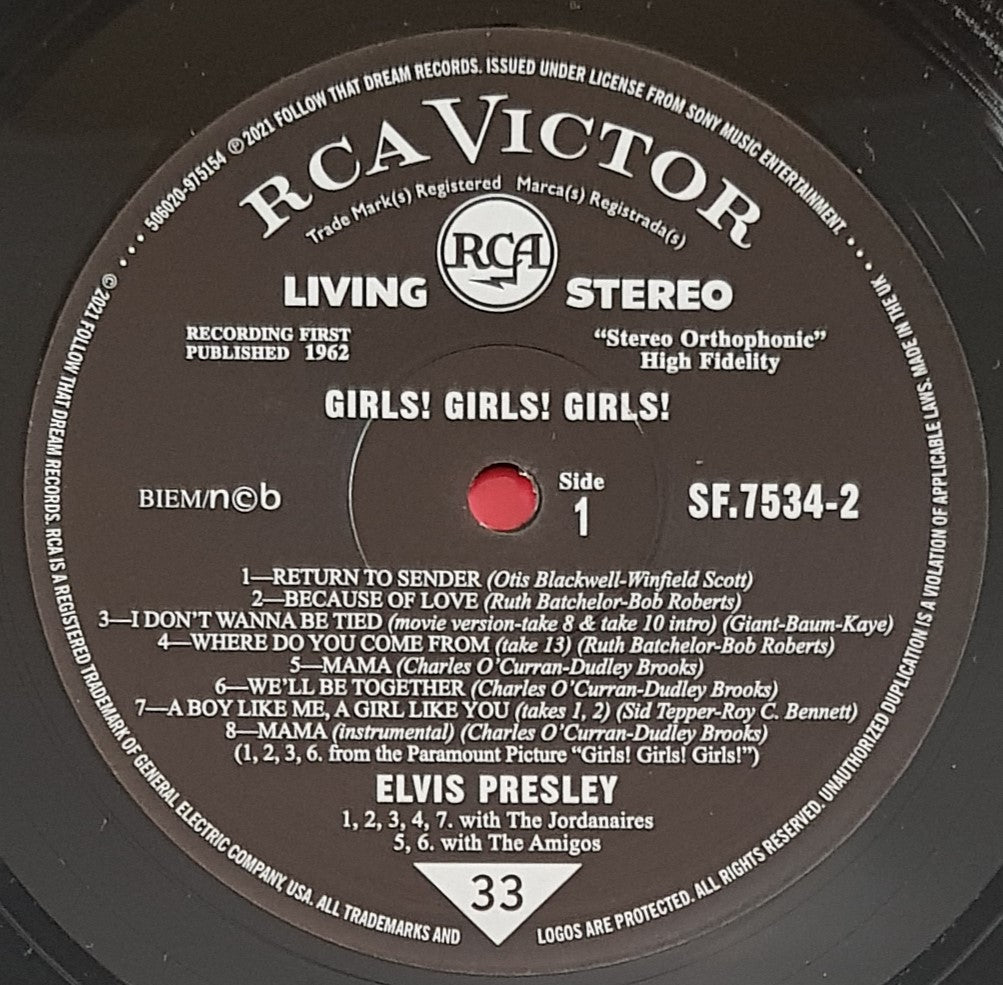 506020-975154 ℗2021 FOLLOW THAT DREAM RECORDS. ISSUED UNDER LICENSE FROM SONY MUSIC ENTERTAINMENT
RCA VICTOR
Trade Mark(s) Registered Marca(s) Registrada(s)
RCA
LIVING STEREO
RECORDING FIRST
PUBLISHED 1962
"Stereo Orthophonic"
High Fidelity
GIRLS! GIRLS! GIRLS!
BIEM/n©b
Side
1
SF.7534-2
1—RETURN TO SENDER (Otis Blackwell-Winfield Scott)
2—BECAUSE OF LOVE (Ruth Batchelor-Bob Roberts)
3—I DON'T WANNA BE TIED (movie version-take 8 & take 10 intro) (Giant-Baum-Kaye)
4—WHERE DO YOU COME FROM (take 13) (Ruth Batchelor-Bob Roberts)
5—MAMA (Charles O'Curran-Dudley Brooks)
6—WE'LL BE TOGETHER (Charles O'Curran-Dudley Brooks)
7—A BOY LIKE ME, A GIRL LIKE YOU (takes 1, 2) (Sid Tepper-Roy C. Bennett)
8—MAMA (instrumental) (Charles O'Curran-Dudley Brooks)
(1, 2, 3, 6. from the Paramount Picture "Girls! Girls! Girls!")
ELVIS PRESLEY
1, 2, 3, 4, 7. with The Jordanaires
5, 6. with The Amigos
33
© 2021 FOLLOW THAT DREAM RECORDS. RCA IS A REGISTERED TRADEMARK OF GENERAL ELECTRIC COMPANY, USA. ALL TRADEMARKS AND LOGOS ARE PROTECTED. ALL RIGHTS RESERVED. UNAUTHORIZED DUPLICATION IS A VIOLATION OF APPLICABLE LAWS. MADE IN THE UK